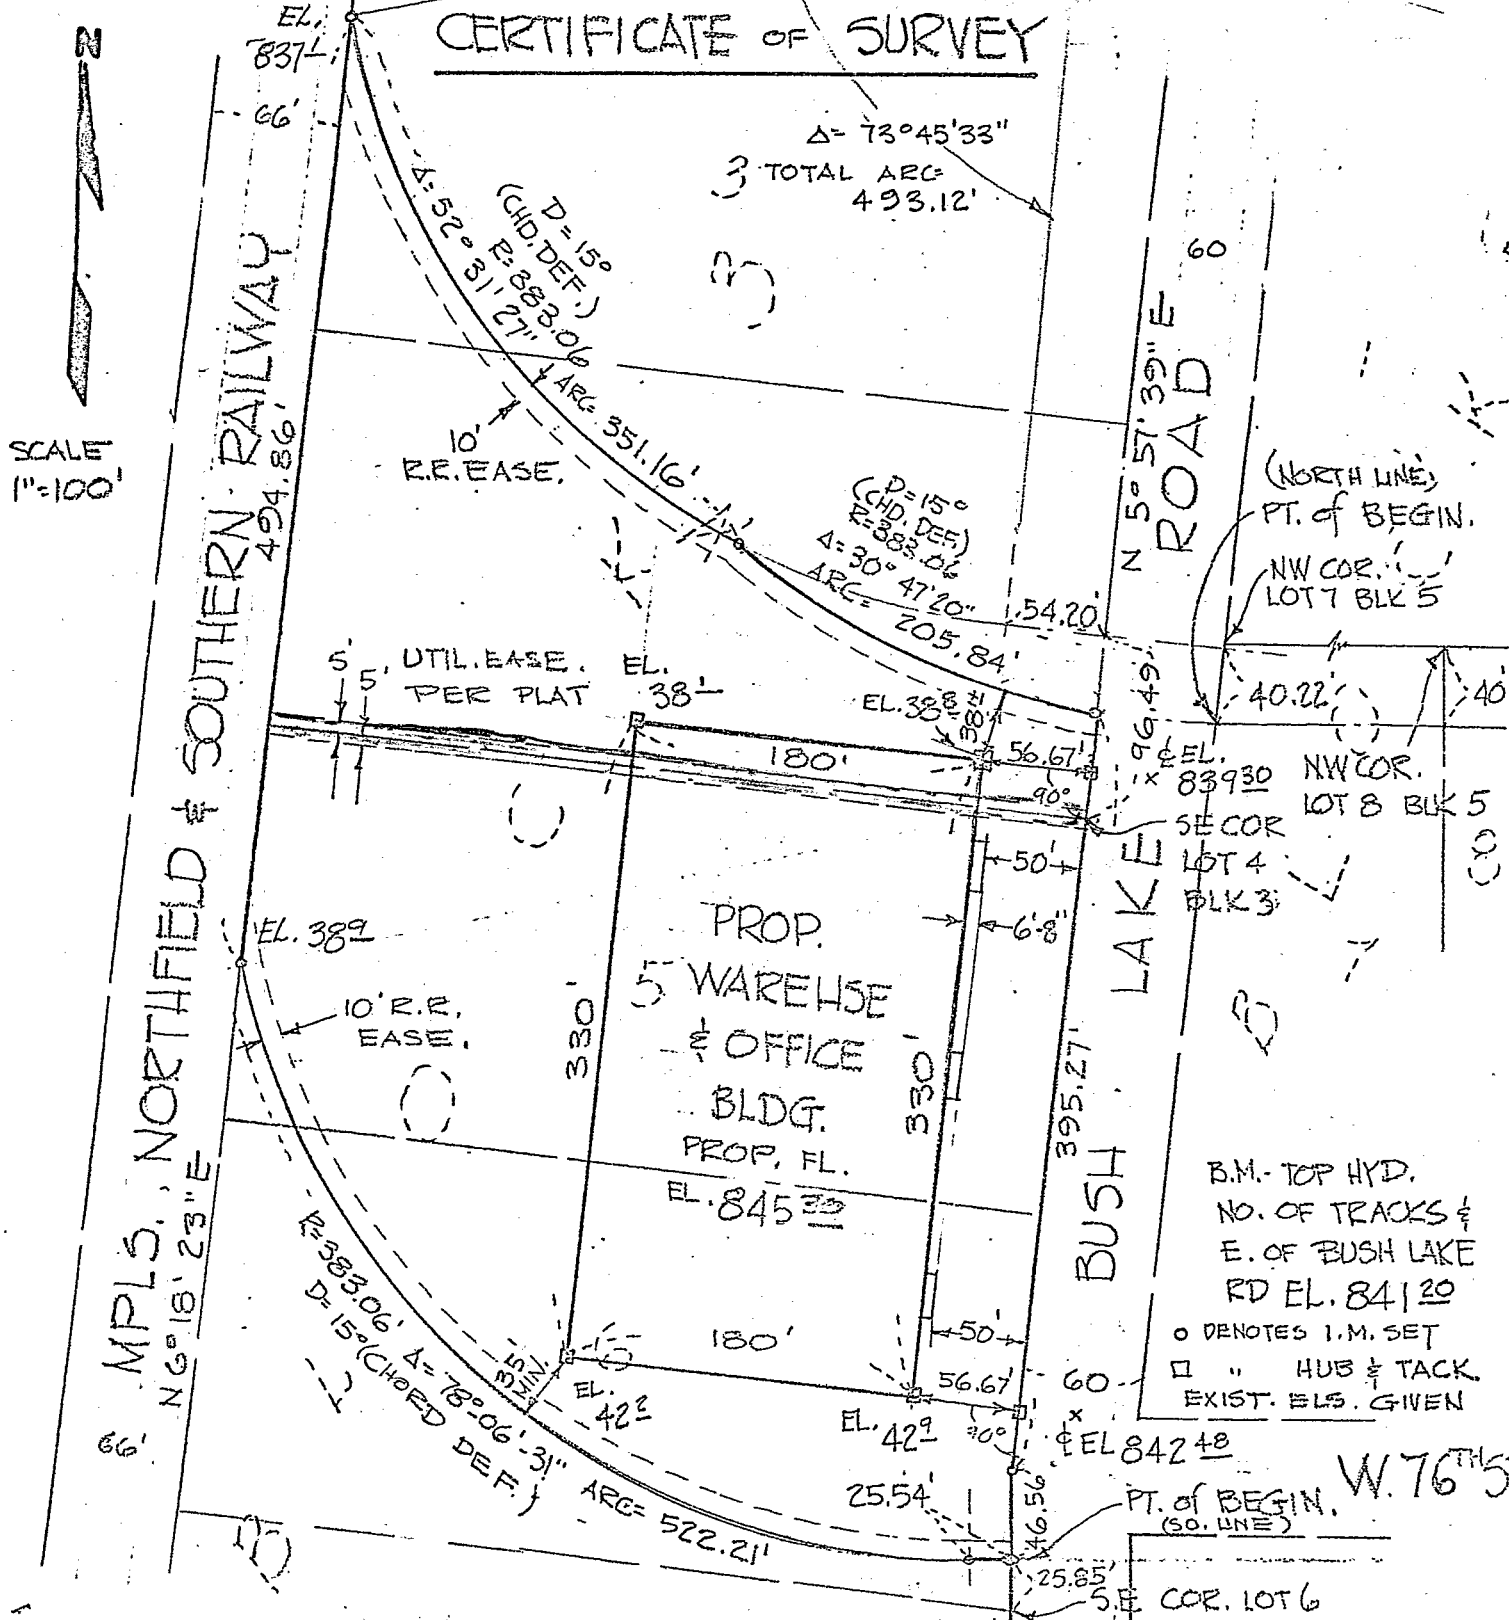 CERTIFICATE OF SURVEY
N
EL.
837⊥
66'
Δ= 73°45'33"
TOTAL ARC=
493.12'
3
3
D=15°
(CHD. DEF.)
R=383.06
Δ=52° 31' 27"
ARC= 351.16'
10'
R.R. EASE.
SCALE
1"=100'
MPLS., NORTHFIELD & SOUTHERN RAILWAY
494.86'
N 6° 18' 23" E
60
N 5° 57' 39" E
BUSH LAKE ROAD
D=15°
(CHD. DEF.)
R=383.06
Δ=30° 47' 20"
ARC= 205.84'
54.20'
(NORTH LINE)
PT. of BEGIN.
NW COR.
LOT 7 BLK 5
40.22'
40'
NW COR.
LOT 8 BLK 5
8
5' 5'
UTIL. EASE.
PER PLAT
EL.
38⊥
EL. 38 8
38±
180'
56.67'
90°
96.49'
℄ EL.
839 30
SE COR
LOT 4
BLK 3
50'
6'-8"
EL. 38 9
10' R.R.
EASE.
330'
330'
395.27'
PROP.
5 WAREHSE
& OFFICE
BLDG.
PROP. FL.
EL. 845
B.M.- TOP HYD.
NO. OF TRACKS &
E. OF BUSH LAKE
RD EL. 841 20
o DENOTES I.M. SET
□ " HUB & TACK.
EXIST. ELS. GIVEN
R=383.06' Δ=78°-06'-31"
D=15° (CHORD DEF.)
ARC= 522.21'
35'
MIN.
180'
50'
EL.
42 2
56.67'
60
EL. 42 9
90°
℄ EL 842 48
66'
W. 76TH S
25.54'
46.56
PT. of BEGIN.
(SO. LINE)
25.85'
S.E. COR. LOT 6